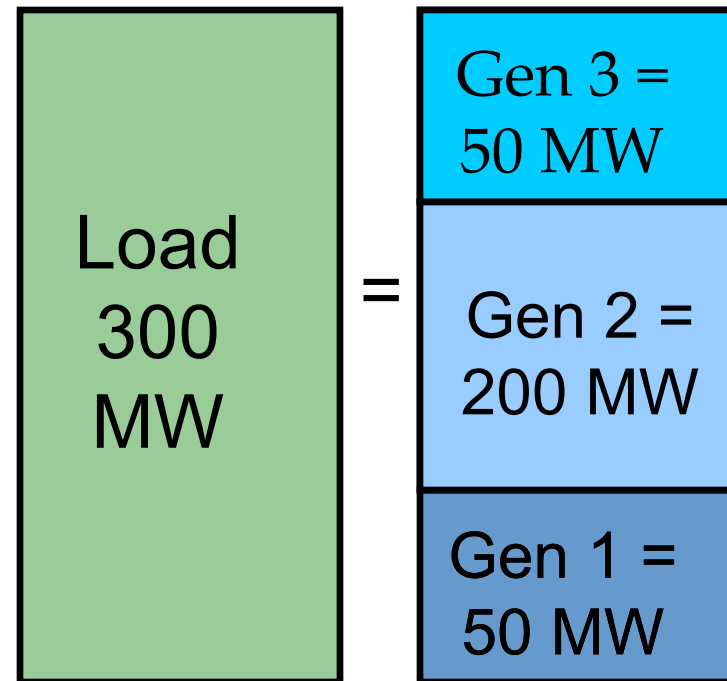 Load
300
MW
=
Gen 3 =
50 MW
Gen 2 =
200 MW
Gen 1 =
50 MW